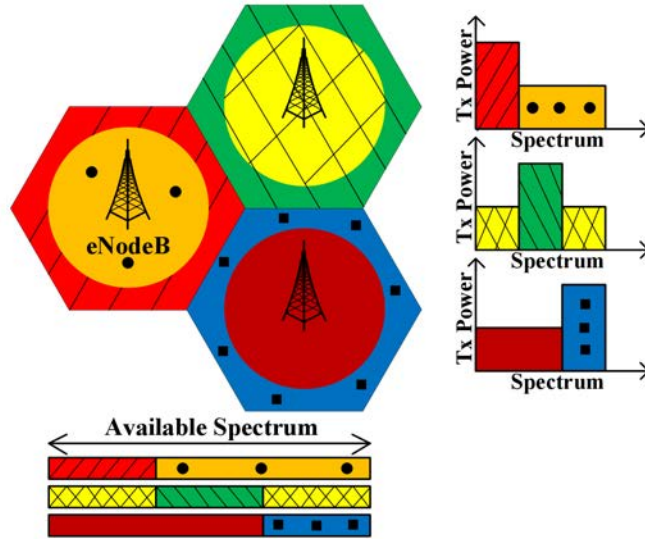 Tx Power
Spectrum
eNodeB
Tx Power
Spectrum
Tx Power
Spectrum
Available Spectrum